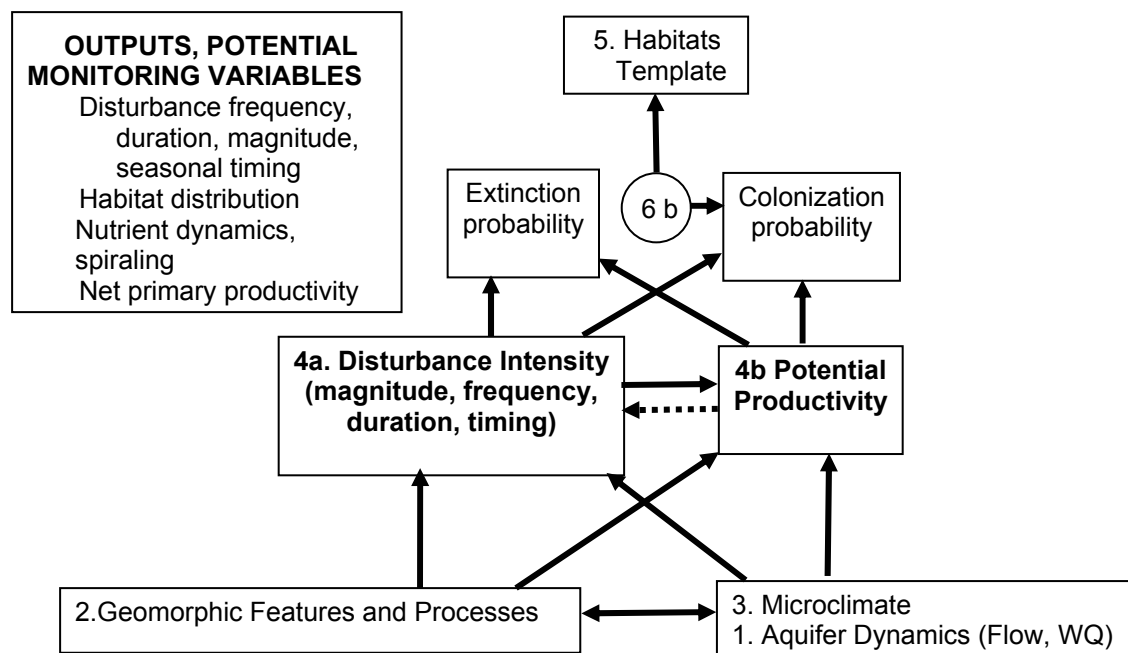 OUTPUTS, POTENTIAL
MONITORING VARIABLES
Disturbance frequency,
duration, magnitude,
seasonal timing
Habitat distribution
Nutrient dynamics,
spiraling
Net primary productivity
5. Habitats
Template
Extinction
probability
6 b
Colonization
probability
4a. Disturbance Intensity
(magnitude, frequency,
duration, timing)
4b Potential
Productivity
2.Geomorphic Features and Processes
3. Microclimate
1. Aquifer Dynamics (Flow, WQ)